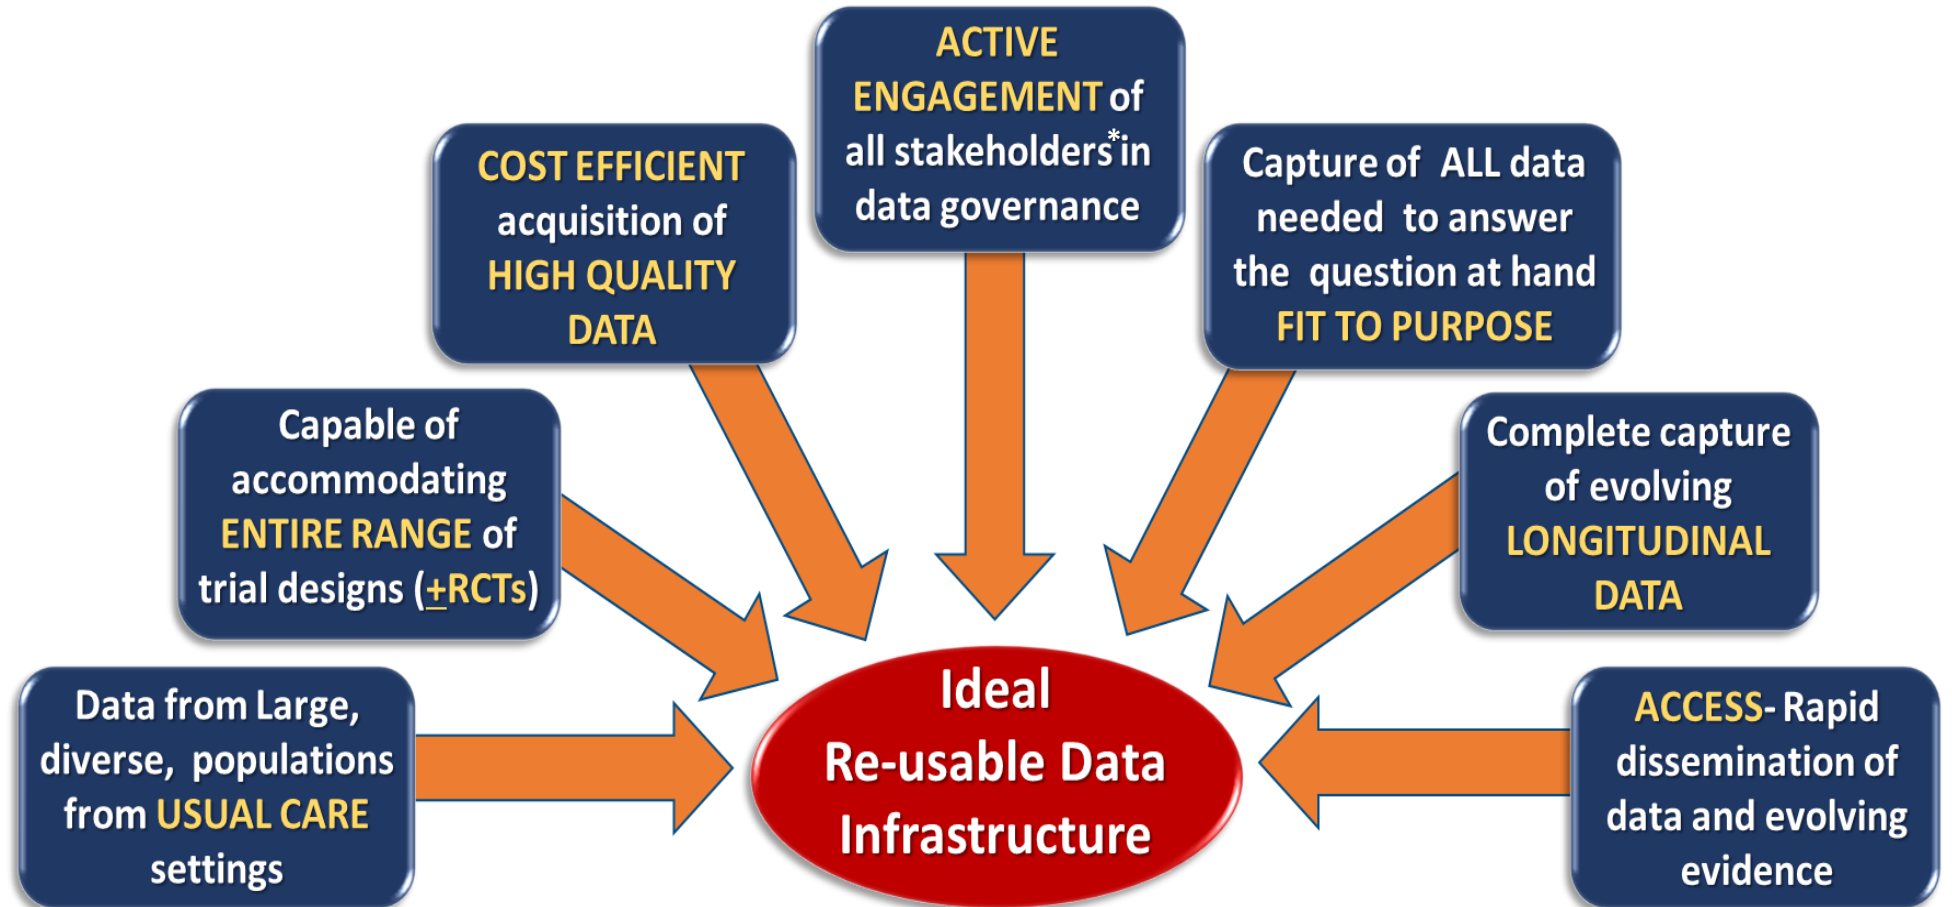 Data from Large,
diverse, populations
from USUAL CARE
settings
Capable of
accommodating
ENTIRE RANGE of
trial designs (±RCTs)
COST EFFICIENT
acquisition of
HIGH QUALITY
DATA
ACTIVE
ENGAGEMENT of
all stakeholders*in
data governance
Capture of ALL data
needed to answer
the question at hand
FIT TO PURPOSE
Complete capture
of evolving
LONGITUDINAL
DATA
ACCESS- Rapid
dissemination of
data and evolving
evidence
Ideal
Re-usable Data
Infrastructure